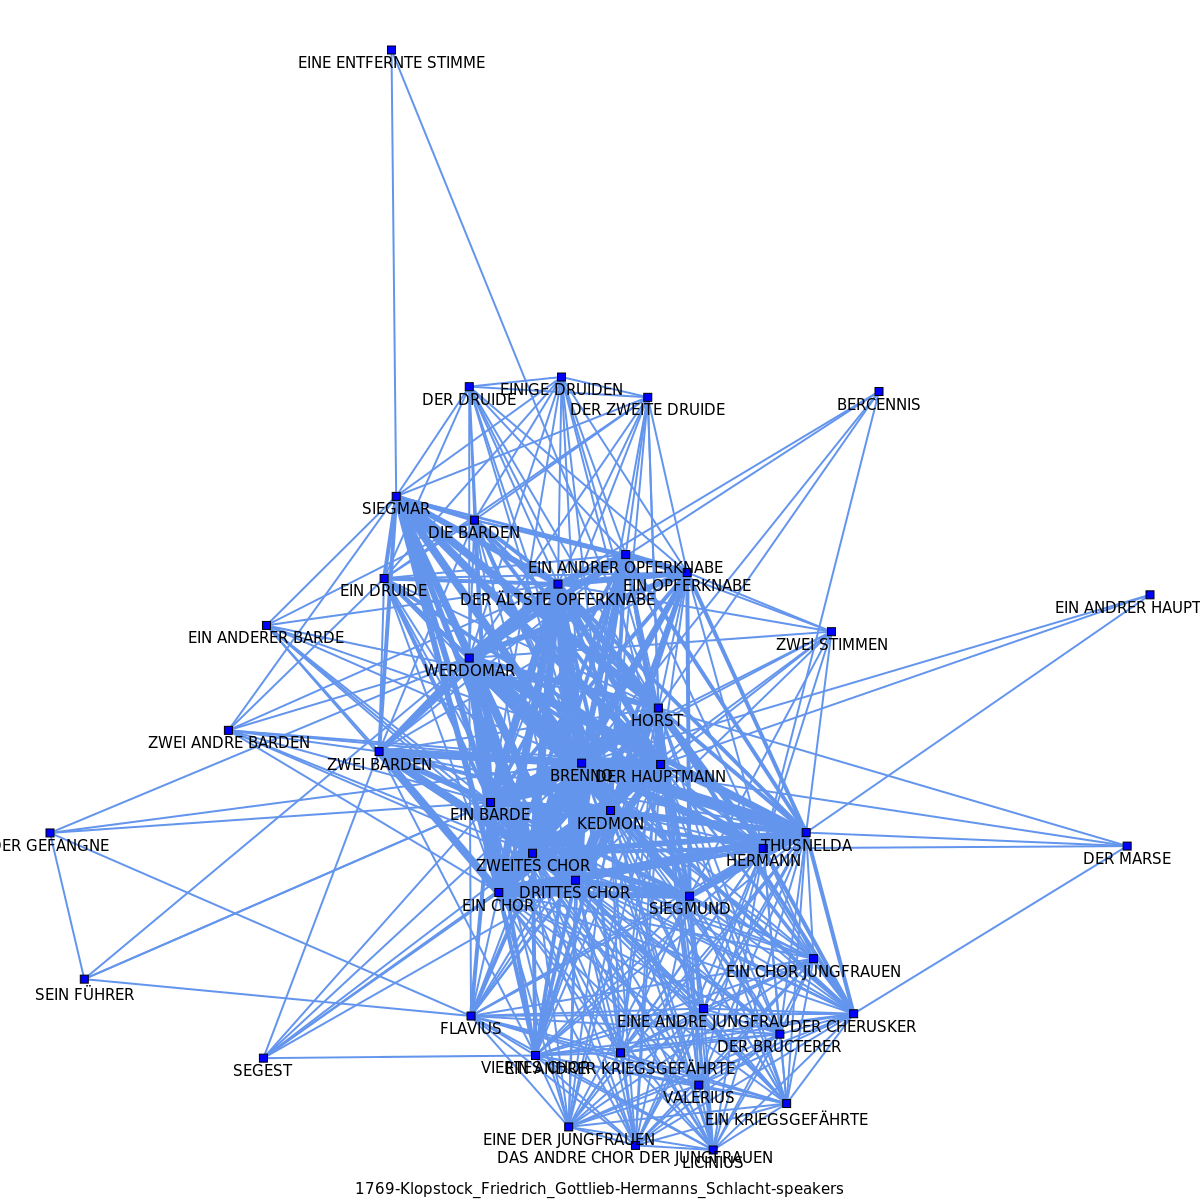 EINE ENTFERNTE STIMME
EINIGE DRUIDEN
DER DRUIDE
DER ZWEITE DRUIDE
BERCENNIS
SIEGMAR
DIE BARDEN
EIN ANDRER OPFERKNABE
EIN OPFERKNABE
EIN DRUIDE
DER ÄLTSTE OPFERKNABE
EIN ANDRER HAUPT
EIN ANDERER BARDE
ZWEI STIMMEN
WERDOMAR
HORST
ZWEI ANDRE BARDEN
ZWEI BARDEN
BRENNO
DER HAUPTMANN
EIN BARDE
KEDMON
DER GEFANGNE
THUSNELDA
HERMANN
DER MARSE
ZWEITES CHOR
DRITTES CHOR
EIN CHOR
SIEGMUND
EIN CHOR JUNGFRAUEN
SEIN FÜHRER
EINE ANDRE JUNGFRAU
DER CHERUSKER
FLAVIUS
DER BRUCTERER
SEGEST
VIERTES CHOR
EIN ANDRER KRIEGSGEFÄHRTE
VALERIUS
EIN KRIEGSGEFÄHRTE
EINE DER JUNGFRAUEN
DAS ANDRE CHOR DER JUNGFRAUEN
LICINIUS
1769-Klopstock_Friedrich_Gottlieb-Hermanns_Schlacht-speakers